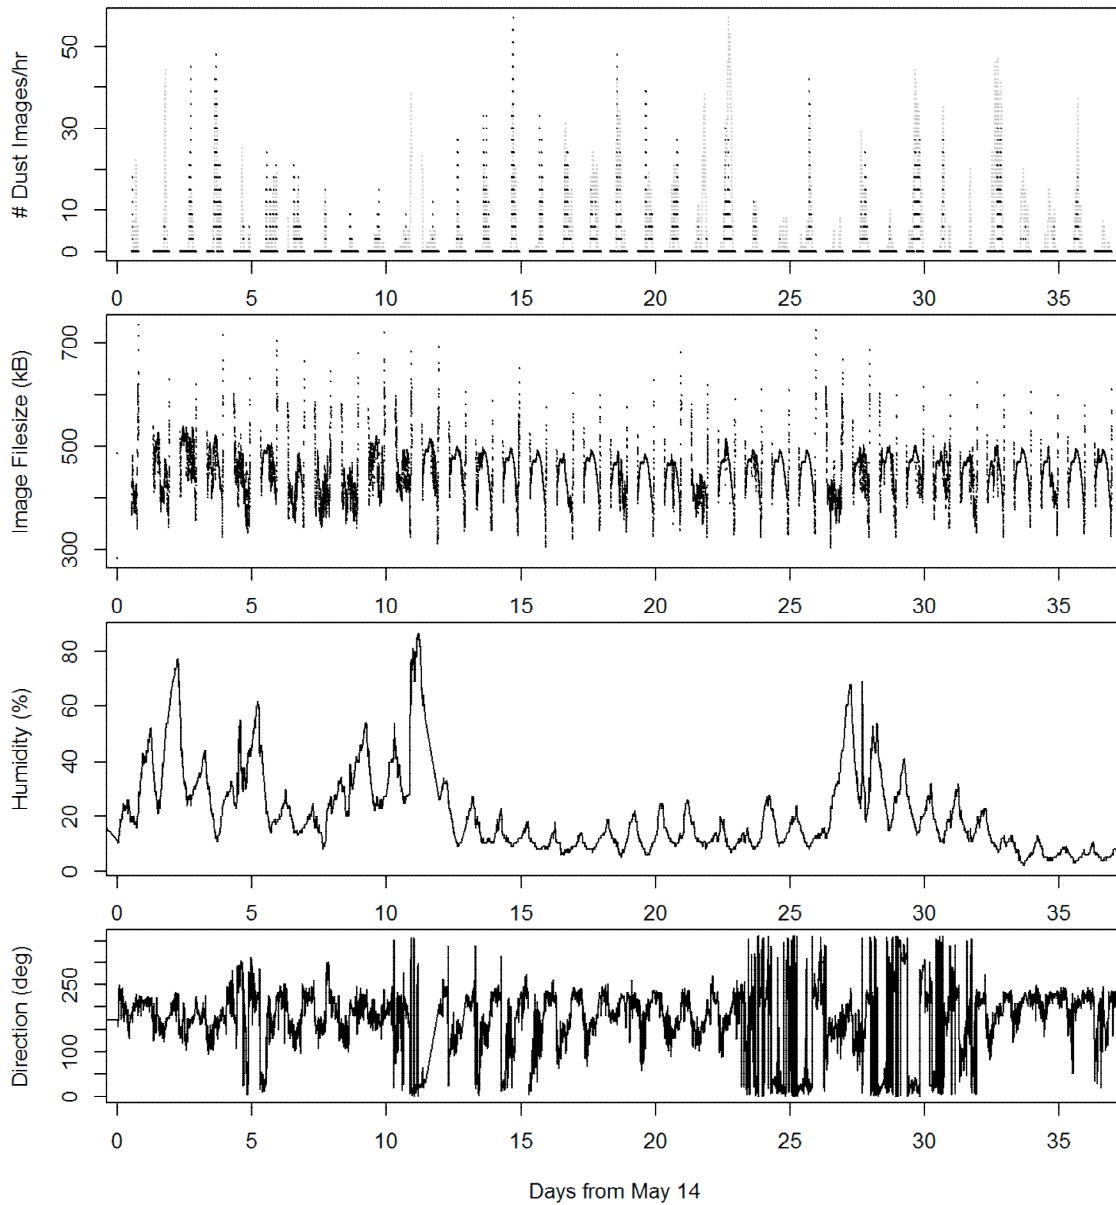 # Dust Images/hr
50
30
10
0
0 5 10 15 20 25 30 35
Image Filesize (kB)
700
500
300
0 5 10 15 20 25 30 35
Humidity (%)
80
60
40
20
0
0 5 10 15 20 25 30 35
Direction (deg)
250
100
0
0 5 10 15 20 25 30 35
Days from May 14